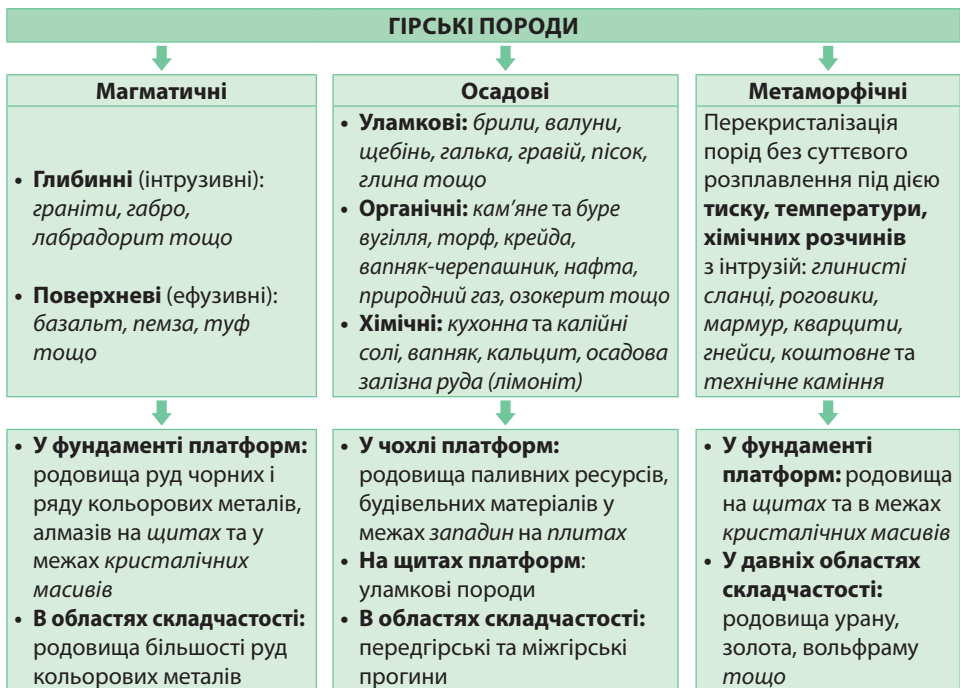 ГІРСЬКІ ПОРОДИ
Магматичні
• Глибинні (інтрузивні):
граніти, габро,
лабрадорит тощо
• Поверхневі (ефузивні):
базальт, пемза, туф
тощо
• У фундаменті платформ:
родовища руд чорних і
ряду кольорових металів,
алмазів на щитах та у
межах кристалічних
масивів
• В областях складчастості:
родовища більшості руд
кольорових металів
Осадові
• Уламкові: брили, валуни,
щебінь, галька, гравій, пісок,
глина тощо
• Органічні: кам'яне та буре
вугілля, торф, крейда,
вапняк-черепашник, нафта,
природний газ, озокерит тощо
• Хімічні: кухонна та калійні
солі, вапняк, кальцит, осадова
залізна руда (лімоніт)
• У чохлі платформ:
родовища паливних ресурсів,
будівельних матеріалів у
межах западин на плитах
• На щитах платформ:
уламкові породи
• В областях складчастості:
передгірські та міжгірські
прогини
Метаморфічні
Перекристалізація
порід без суттєвого
розплавлення під дією
тиску, температури,
хімічних розчинів
з інтрузій: глинисті
сланці, роговики,
мармур, кварцити,
гнейси, коштовне та
технічне каміння
• У фундаменті
платформ: родовища
на щитах та в межах
кристалічних масивів
• У давніх областях
складчастості:
родовища урану,
золота, вольфраму
тощо